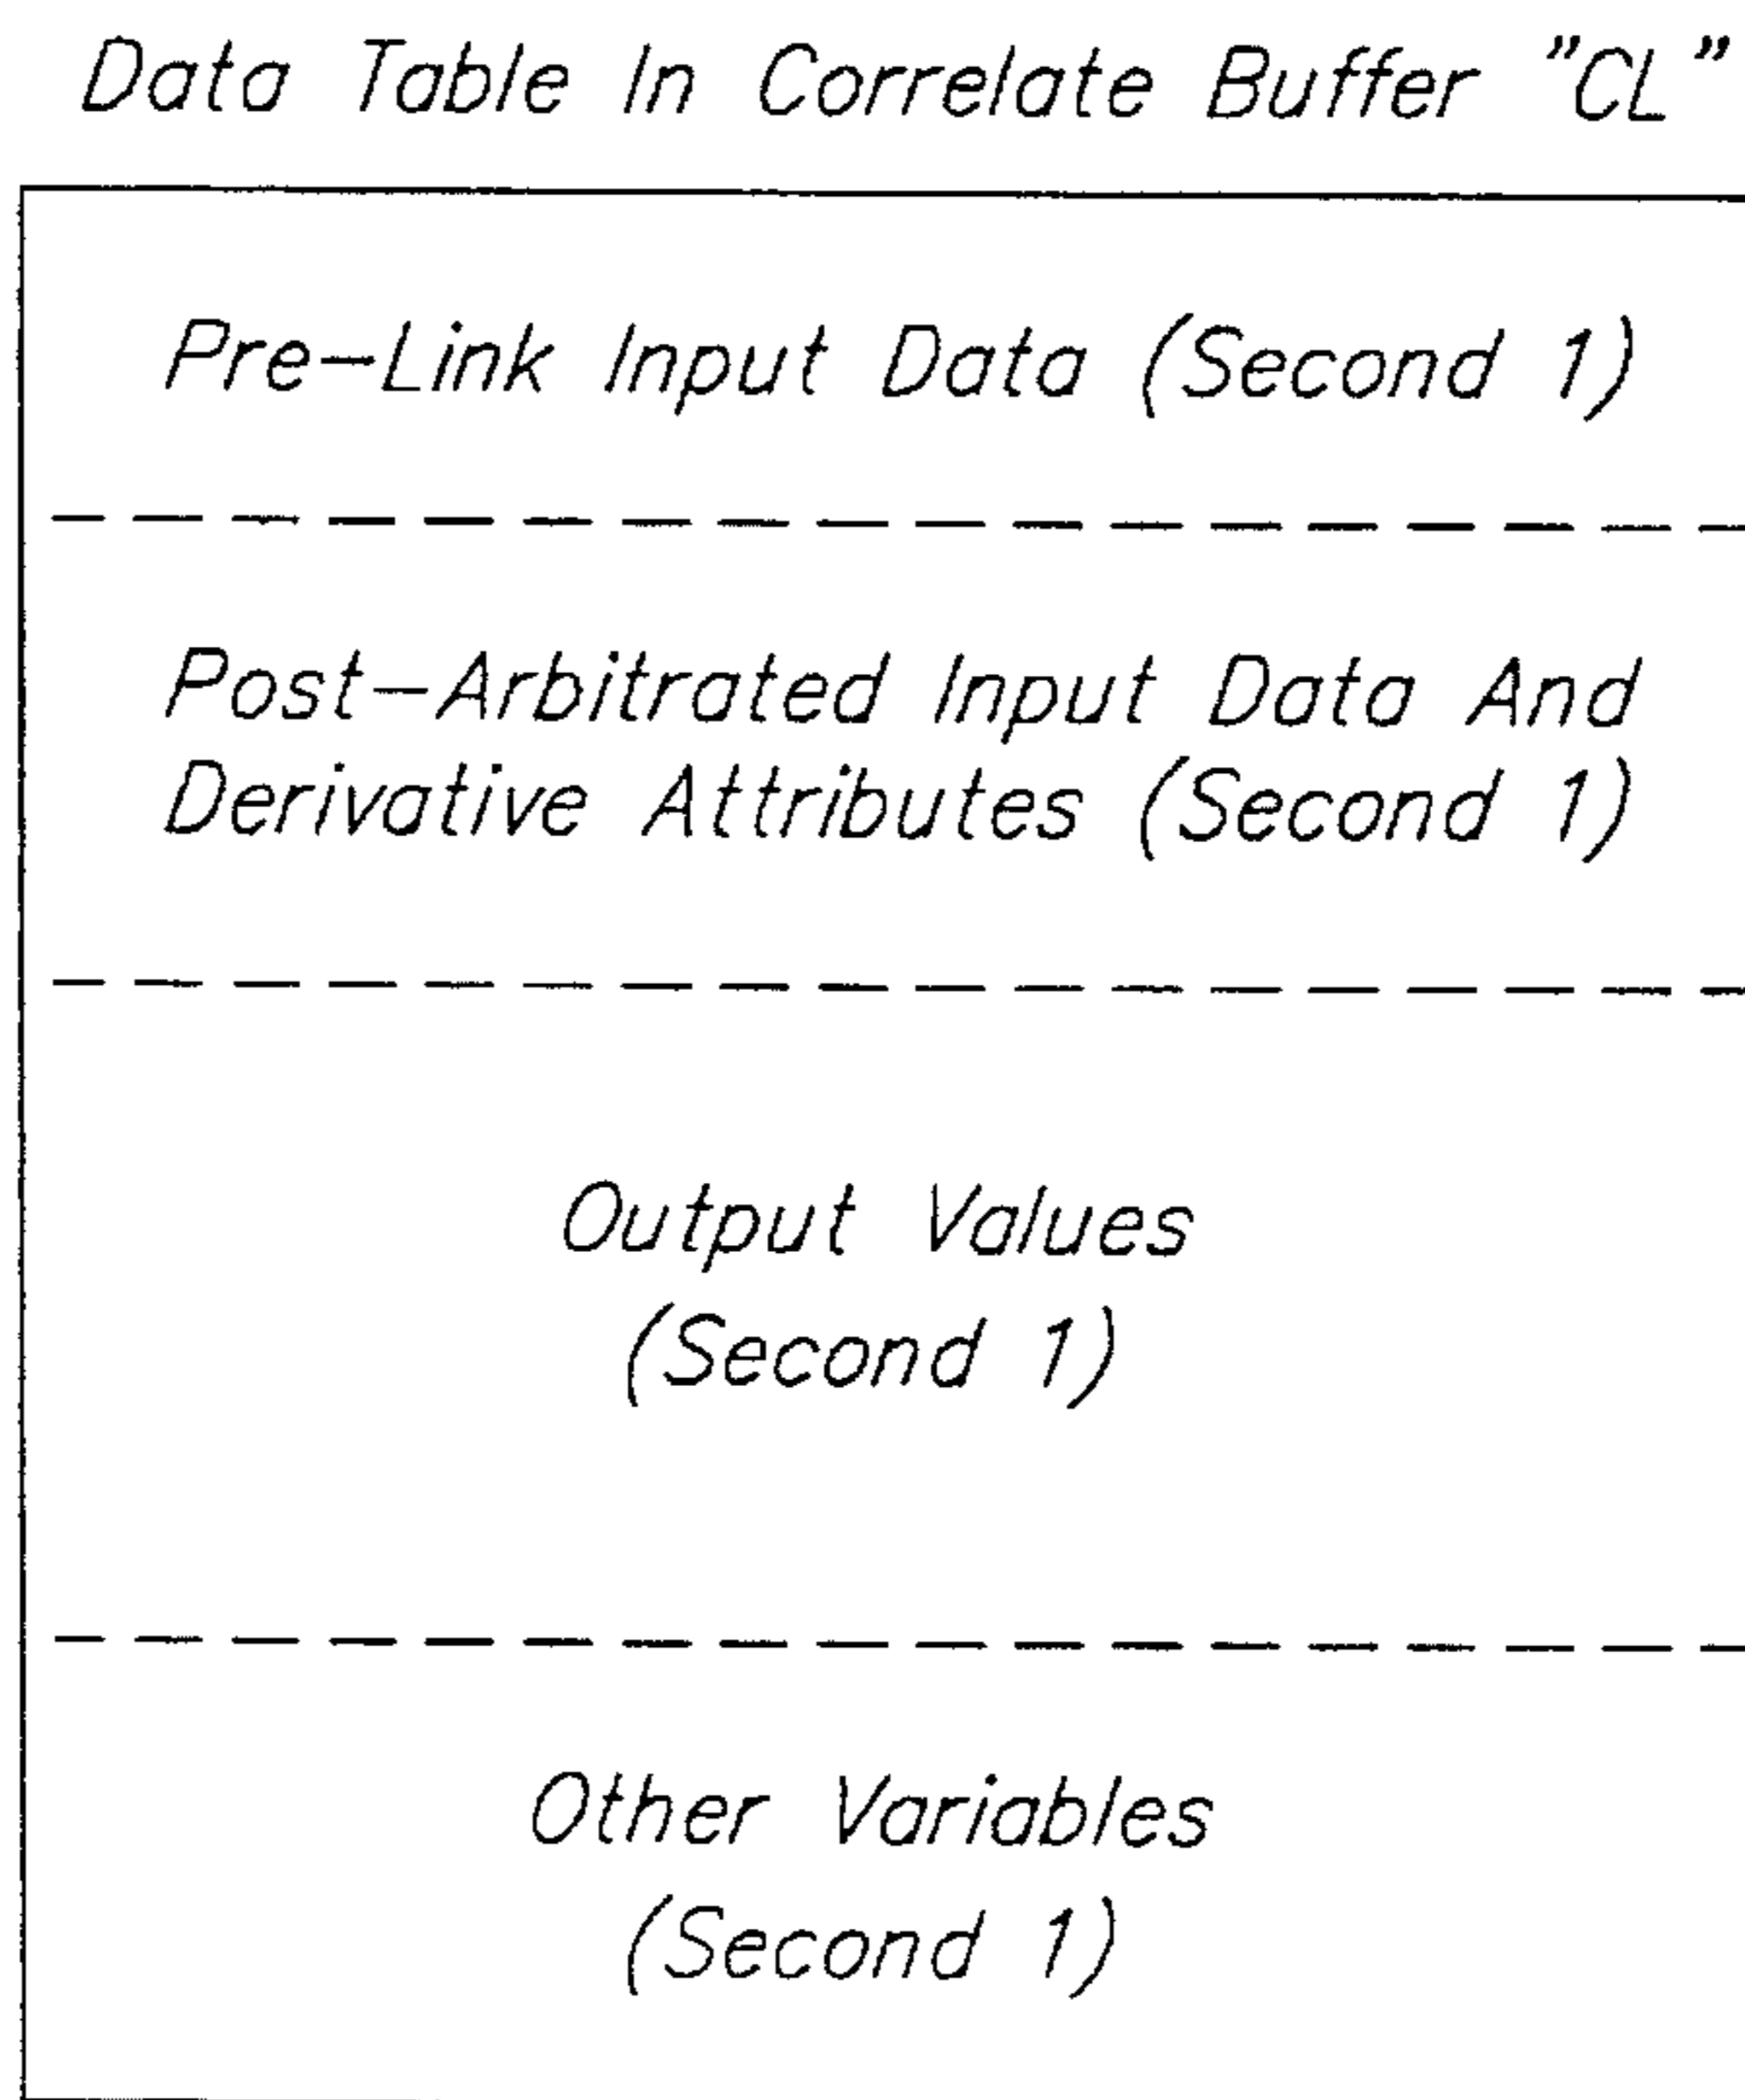 Data Table In Correlate Buffer "CL"
Pre-Link Input Data (Second 1)
Post-Arbitrated Input Data And
Derivative Attributes (Second 1)
Output Values
(Second 1)
Other Variables
(Second 1)